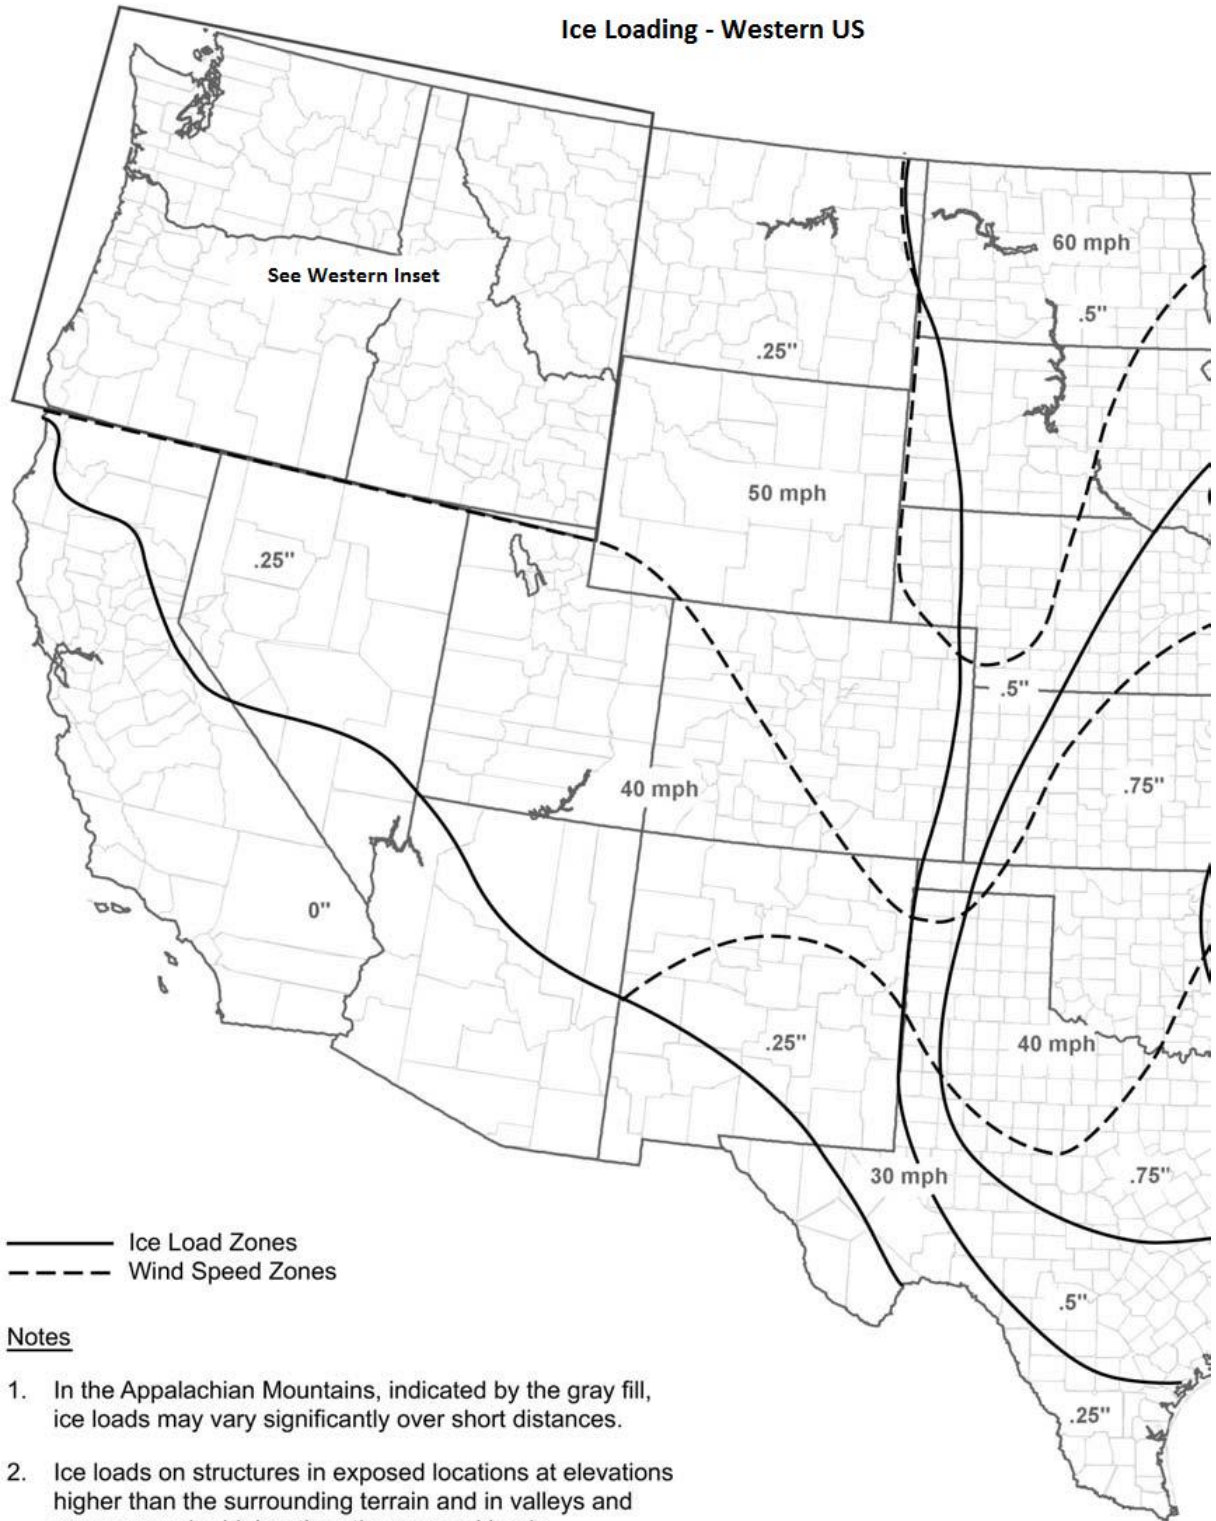 Ice Loading - Western US
60 mph
See Western Inset
.5"
.25"
50 mph
.25"
.5"
.75"
40 mph
0"
.25"
40 mph
.75"
30 mph
Ice Load Zones
Wind Speed Zones
.5"
Notes
1. In the Appalachian Mountains, indicated by the gray fill,
ice loads may vary significantly over short distances.
.25"
2. Ice loads on structures in exposed locations at elevations
higher than the surrounding terrain and in valleys and